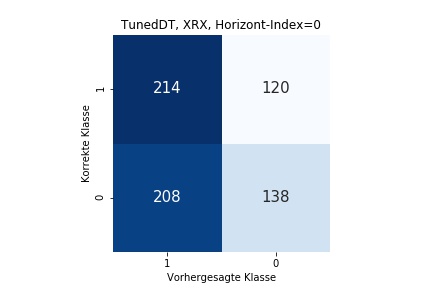 TunedDT, XRX, Horizont-Index=0
Korrekte Klasse
1
214
120
0
208
138
1
0
Vorhergesagte Klasse